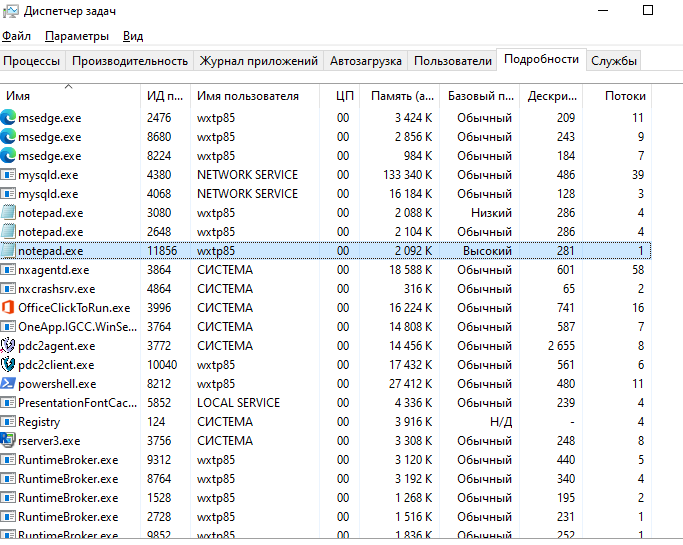 Диспетчер задач
Файл Параметры Вид
Процессы Производительность Журнал приложений Автозагрузка Пользователи Подробности Службы
Имя ИД п... Имя пользователя ЦП Память (а... Базовый п... Дескри... Потоки
msedge.exe 2476 wxtp85 00 3 424 K Обычный 209 11
msedge.exe 8680 wxtp85 00 2 856 K Обычный 243 9
msedge.exe 8224 wxtp85 00 984 K Обычный 184 7
mysqld.exe 4380 NETWORK SERVICE 00 133 340 K Обычный 486 39
mysqld.exe 4068 NETWORK SERVICE 00 16 184 K Обычный 128 3
notepad.exe 3080 wxtp85 00 2 088 K Низкий 286 4
notepad.exe 2648 wxtp85 00 2 104 K Обычный 286 4
notepad.exe 11856 wxtp85 00 2 092 K Высокий 281 1
nxagentd.exe 3864 СИСТЕМА 00 18 588 K Обычный 601 58
nxcrashsrv.exe 4864 СИСТЕМА 00 316 K Обычный 65 2
OfficeClickToRun.exe 3996 СИСТЕМА 00 16 224 K Обычный 741 16
OneApp.IGCC.WinSe... 3764 СИСТЕМА 00 14 808 K Обычный 587 7
pdc2agent.exe 3772 СИСТЕМА 00 14 456 K Обычный 2 655 8
pdc2client.exe 10040 wxtp85 00 17 432 K Обычный 561 6
powershell.exe 8212 wxtp85 00 27 412 K Обычный 480 11
PresentationFontCac... 5852 LOCAL SERVICE 00 4 336 K Обычный 239 4
Registry 124 СИСТЕМА 00 3 916 K Н/Д - 4
rserver3.exe 3756 СИСТЕМА 00 3 308 K Обычный 248 8
RuntimeBroker.exe 9312 wxtp85 00 3 120 K Обычный 440 5
RuntimeBroker.exe 8764 wxtp85 00 3 192 K Обычный 340 4
RuntimeBroker.exe 1528 wxtp85 00 1 268 K Обычный 195 2
RuntimeBroker.exe 2728 wxtp85 00 1 516 K Обычный 231 1
RuntimeBroker.exe 9852 wxtp85 00 1 836 K Обычный 252 1